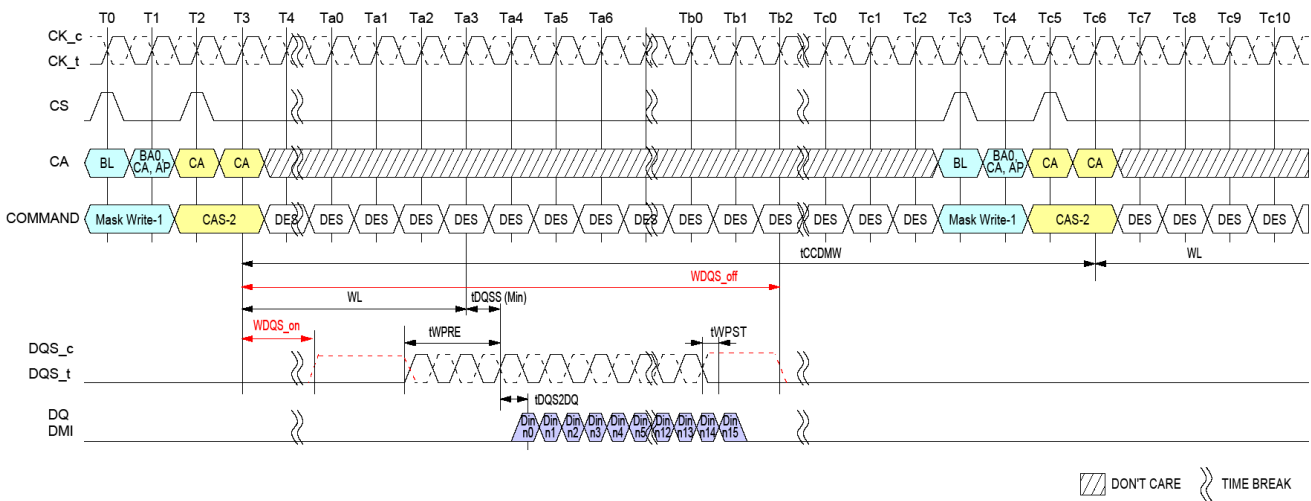 T0 T1 T2 T3 T4 Ta0 Ta1 Ta2 Ta3 Ta4 Ta5 Ta6 Tb0 Tb1 Tb2 Tc0 Tc1 Tc2 Tc3 Tc4 Tc5 Tc6 Tc7 Tc8 Tc9 Tc10
CK_c
CK_t
CS
CA BL BA0, CA, AP CA CA BL BA0, CA, AP CA CA
COMMAND Mask Write-1 CAS-2 DES DES DES DES DES DES DES DES DES DES DES DES DES DES DES Mask Write-1 CAS-2 DES DES DES DES
tCCDMW WL
WDQS_off
WL tDQSS (Min)
WDQS_on tWPRE tWPST
DQS_c
DQS_t
tDQS2DQ
DQ
DMI
Din n0 Din n1 Din n2 Din n3 Din n4 Din n5 Din n12 Din n13 Din n14 Din n15
DON'T CARE TIME BREAK